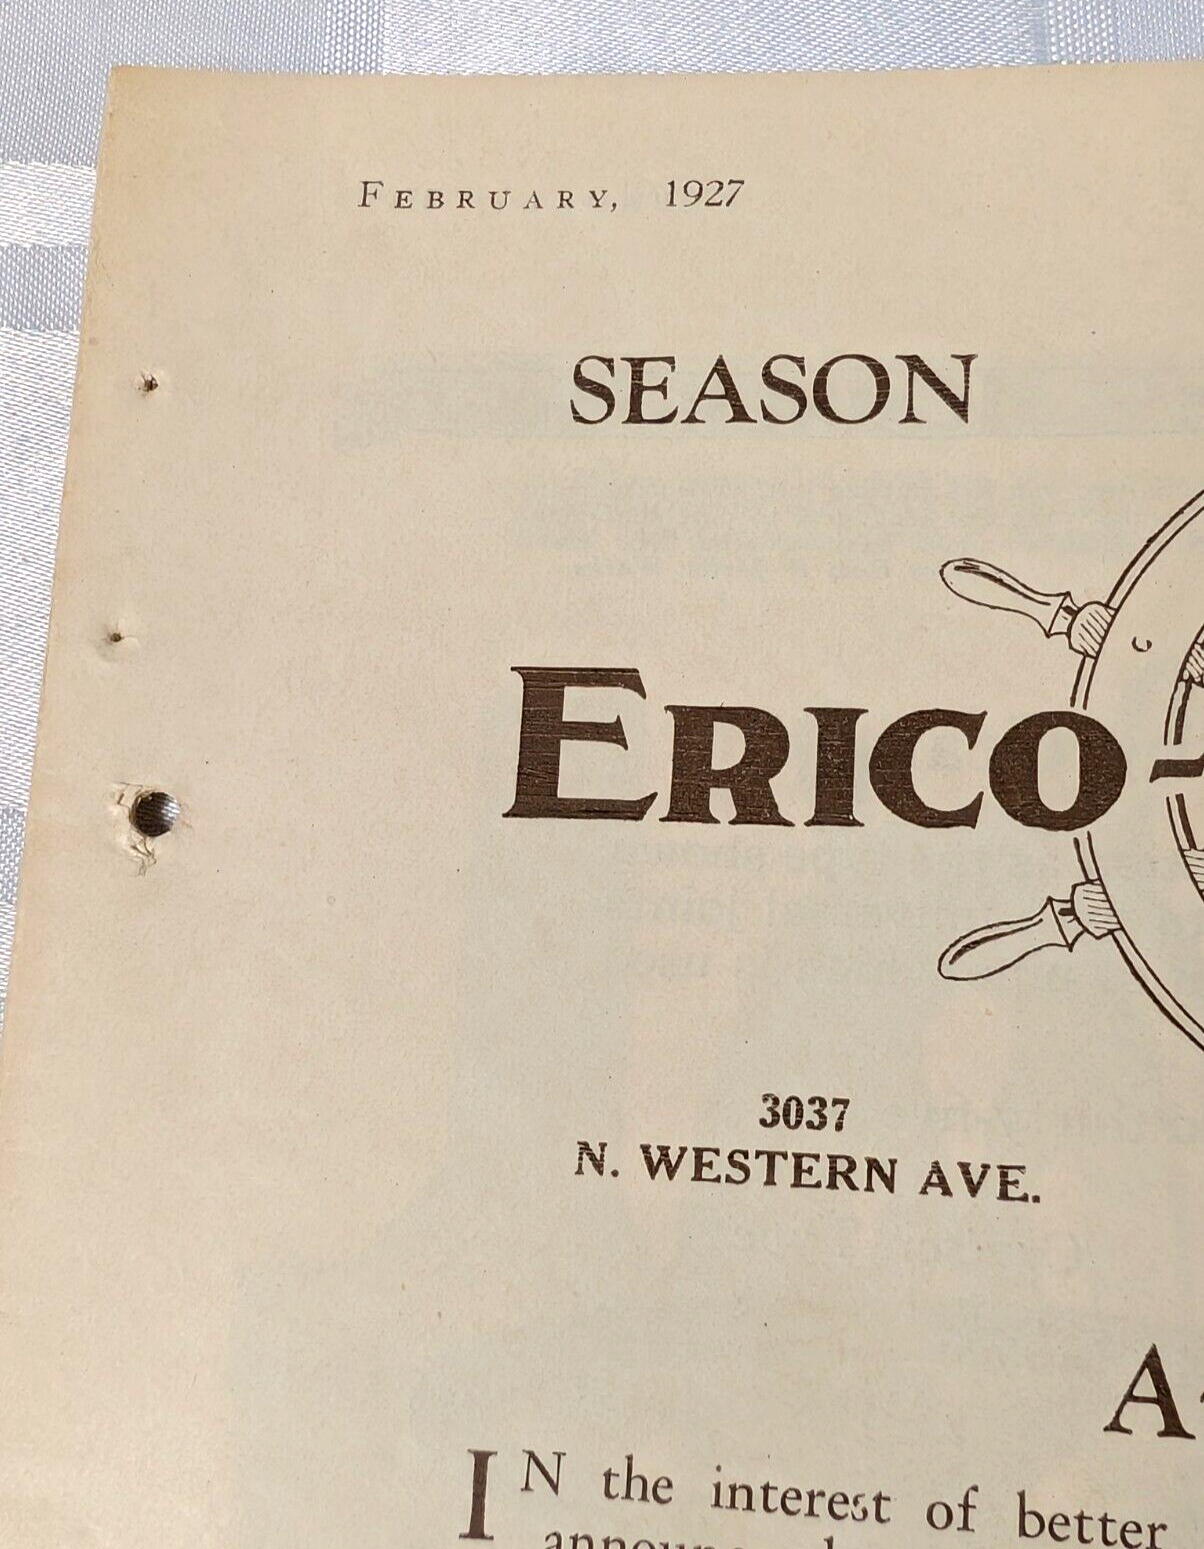 FEBRUARY, 1927
SEASON
ERICO-
3037
N. WESTERN AVE.
A
IN the interest of better